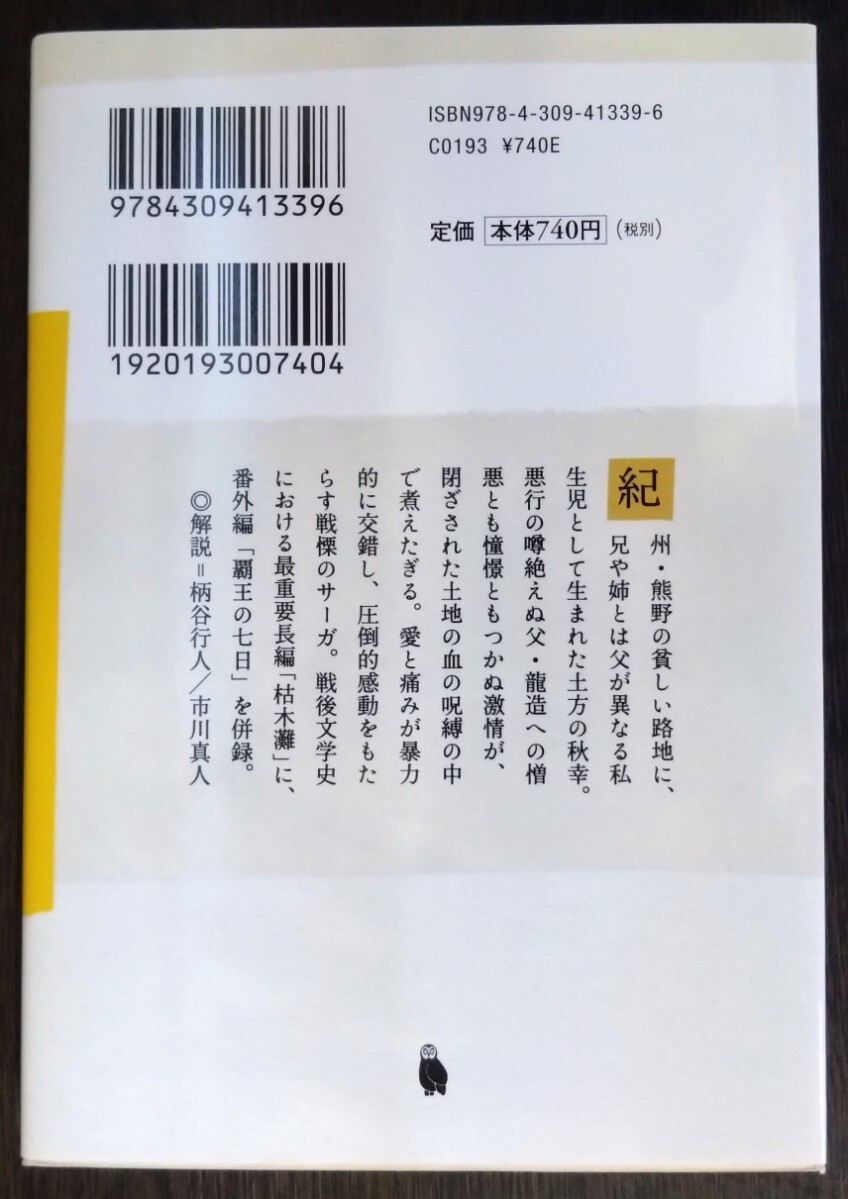 ISBN978-4-309-41339-6
C0193 ¥740E
9784309413396
定価 本体740円 (税別)
1920193007404
紀州・熊野の貧しい路地に、
兄や姉とは父が異なる私
生児として生まれた土方の秋幸。
悪行の噂絶えぬ父・龍造への憎
悪とも憧憬ともつかぬ激情が、
閉ざされた土地の血の呪縛の中
で煮えたぎる。愛と痛みが暴力
的に交錯し、圧倒的感動をもた
らす戦慄のサーガ。戦後文学史
における最重要長編「枯木灘」に、
番外編「覇王の七日」を併録。
◎解説=柄谷行人/市川真人